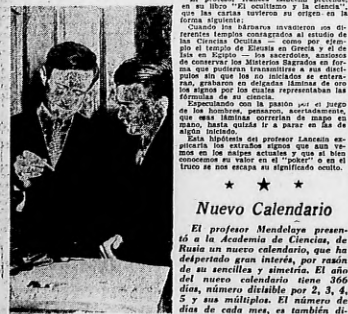 en su libro "El ocultismo y la ciencia",
que las cartas tuvieron su origen en la
forma siguiente:
Cuando los bárbaros invadieron los di-
ferentes templos consagrados al estudio de
las Ciencias Ocultas — como por ejem-
plo el templo de Eleusis en Grecia y el de
Isis en Egipto — los sacerdotes, ansiosos
de conservar los Misterios Sagrados en for-
ma que pudieran transmitirse a sus discí-
pulos sin que los no iniciados se entera-
ran, grabaron en delgadas láminas de oro
los signos por los cuales representaban las
fórmulas de su ciencia.
Especulando con la pasión por el juego
de los hombres, pensaron, acertadamente,
que esas láminas correrían de mano en
mano, hasta quizás ir a parar en las de
algún iniciado.
Esta hipótesis del profesor Lancelin ex-
plicaría los extraños signos que aun ve-
mos en los naipes actuales y que si bien
conocemos su valor en el "poker" o en el
truco se nos escapa su significado oculto.
★ ★ ★
Nuevo Calendario
El profesor Mendelaye presen-
tó a la Academia de Ciencias, de
Rusia un nuevo calendario, que ha
despertado gran interés, por razón
de su sencilles y simetría. El año
del nuevo calendario tiene 366
días, número divisible por 2, 3, 4,
5 y sus múltiplos. El número de
días de cada mes, es también di-